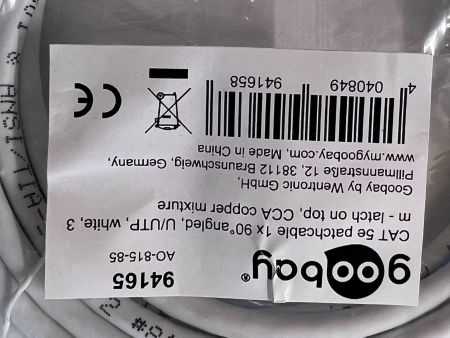 goobay®
94165
AO-815-85
CAT 5e patchcable 1x 90°angled, U/UTP, white, 3
m - latch on top, CCA copper mixture
Goobay by Wentronic GmbH,
Pillmannstraße 12, 38112 Braunschweig, Germany,
www.mygoobay.com, Made in China
4 040849 941658
CE
ANSI/TIA